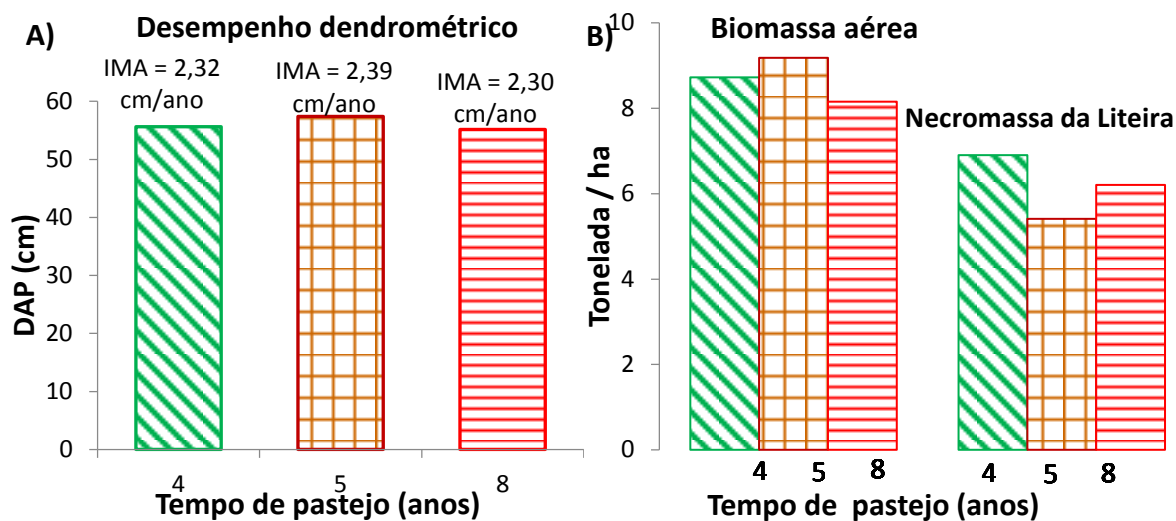 A) Desempenho dendrométrico
IMA = 2,32
cm/ano
IMA = 2,39
cm/ano
IMA = 2,30
cm/ano
DAP (cm)
60
50
40
30
20
10
0
4 5 8
Tempo de pastejo (anos)
B) Biomassa aérea
Necromassa da Liteira
Tonelada / ha
10
8
6
4
2
0
4 5 8 4 5 8
Tempo de pastejo (anos)